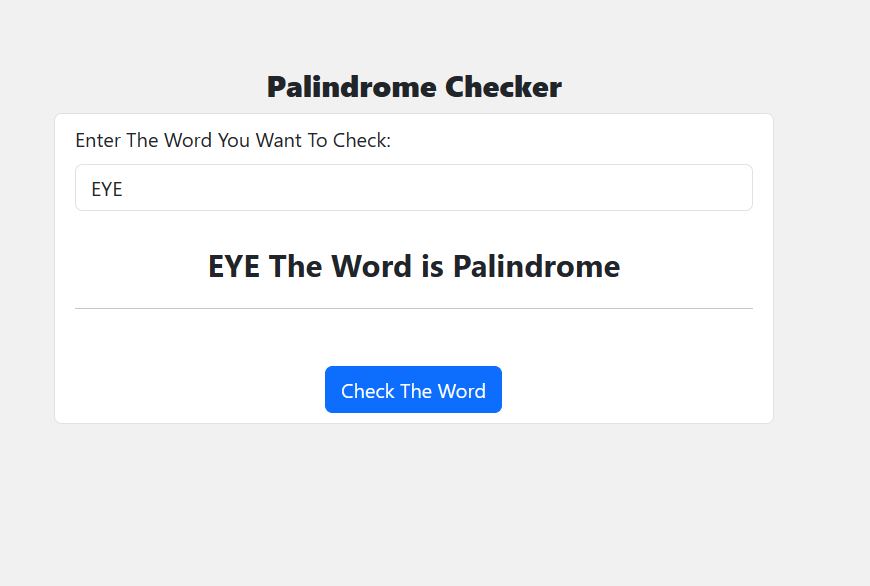 Palindrome Checker
Enter The Word You Want To Check:
EYE
EYE The Word is Palindrome
Check The Word